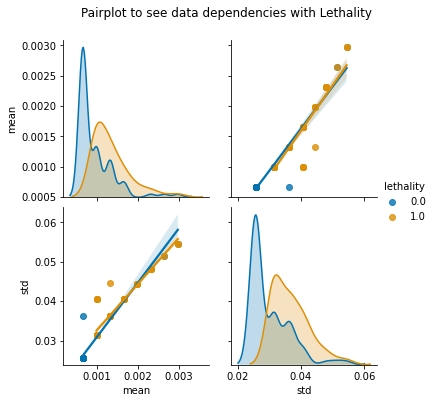 Pairplot to see data dependencies with Lethality
0.0030
0.0025
0.0020
0.0015
0.0010
0.0005
mean
lethality
0.0
1.0
0.06
0.05
0.04
0.03
std
0.001 0.002 0.003
mean
0.02 0.04 0.06
std